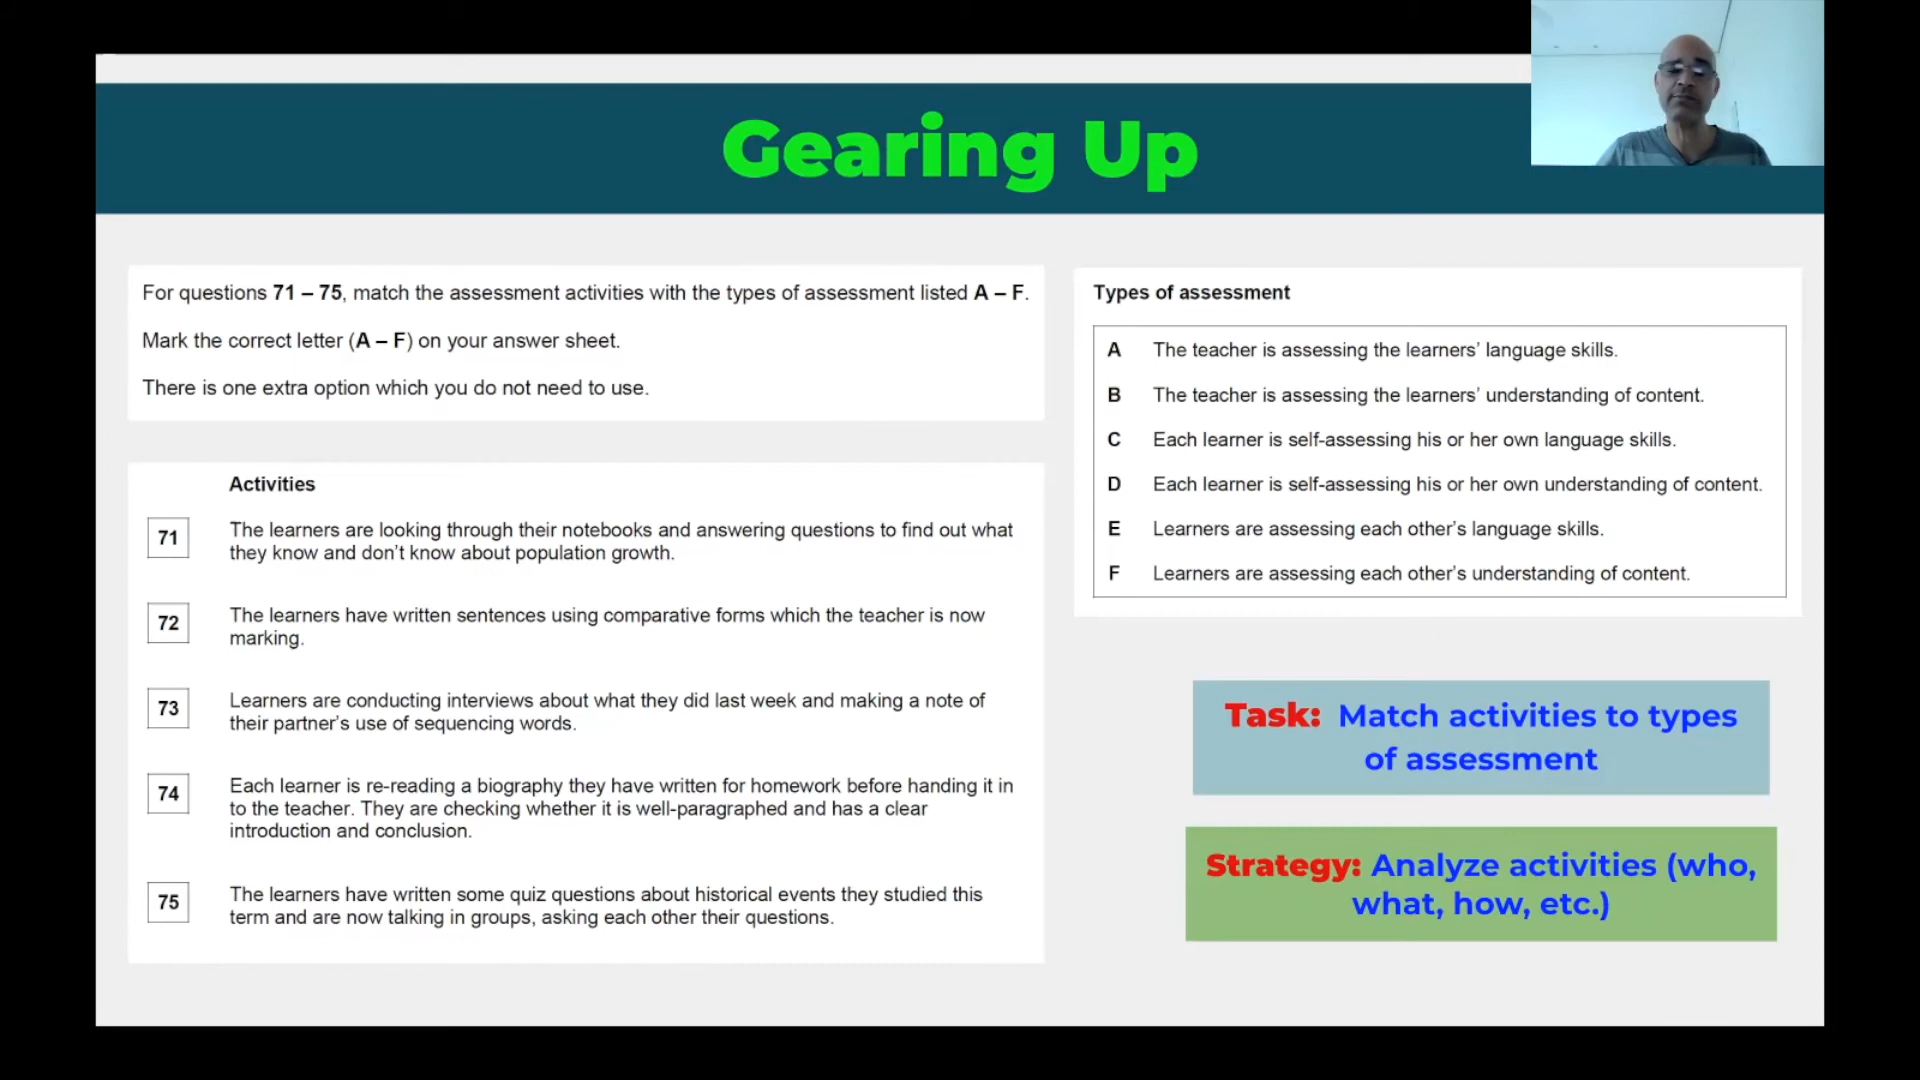 Gearing Up
For questions 71 – 75, match the assessment activities with the types of assessment listed A – F.
Mark the correct letter (A – F) on your answer sheet.
There is one extra option which you do not need to use.
Activities
71 The learners are looking through their notebooks and answering questions to find out what
they know and don't know about population growth.
72 The learners have written sentences using comparative forms which the teacher is now
marking.
73 Learners are conducting interviews about what they did last week and making a note of
their partner's use of sequencing words.
74 Each learner is re-reading a biography they have written for homework before handing it in
to the teacher. They are checking whether it is well-paragraphed and has a clear
introduction and conclusion.
75 The learners have written some quiz questions about historical events they studied this
term and are now talking in groups, asking each other their questions.
Types of assessment
A The teacher is assessing the learners' language skills.
B The teacher is assessing the learners' understanding of content.
C Each learner is self-assessing his or her own language skills.
D Each learner is self-assessing his or her own understanding of content.
E Learners are assessing each other's language skills.
F Learners are assessing each other's understanding of content.
Task: Match activities to types
of assessment
Strategy: Analyze activities (who,
what, how, etc.)